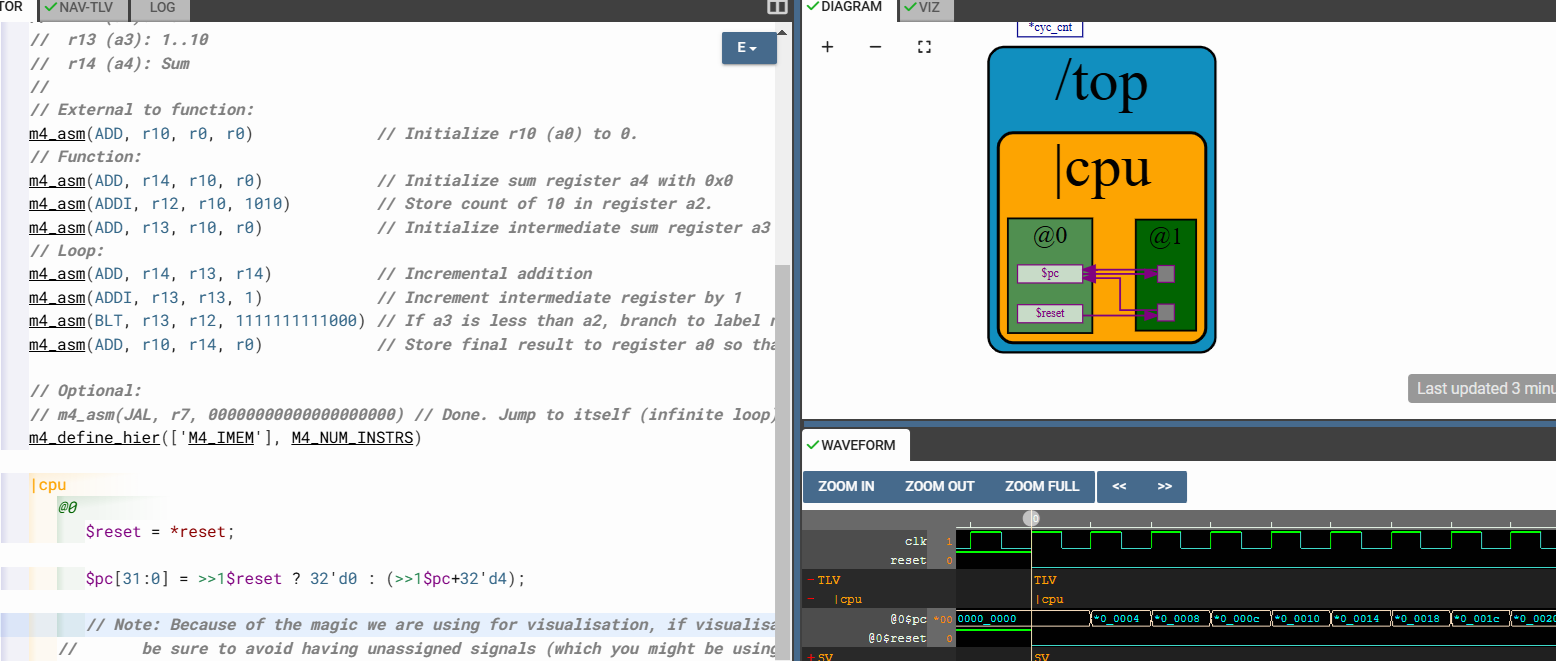 TOR
NAV-TLV
LOG
// r13 (a3): 1..10
// r14 (a4): Sum
//
// External to function:
m4_asm(ADD, r10, r0, r0) // Initialize r10 (a0) to 0.
// Function:
m4_asm(ADD, r14, r10, r0) // Initialize sum register a4 with 0x0
m4_asm(ADDI, r12, r10, 1010) // Store count of 10 in register a2.
m4_asm(ADD, r13, r10, r0) // Initialize intermediate sum register a3
// Loop:
m4_asm(ADD, r14, r13, r14) // Incremental addition
m4_asm(ADDI, r13, r13, 1) // Increment intermediate register by 1
m4_asm(BLT, r13, r12, 1111111111000) // If a3 is less than a2, branch to label
m4_asm(ADD, r10, r14, r0) // Store final result to register a0 so tha
// Optional:
// m4_asm(JAL, r7, 00000000000000000000) // Done. Jump to itself (infinite loop)
m4_define_hier(['M4_IMEM'], M4_NUM_INSTRS)
|cpu
@0
$reset = *reset;
$pc[31:0] = >>1$reset ? 32'd0 : (>>1$pc+32'd4);
// Note: Because of the magic we are using for visualisation, if visualisa
// be sure to avoid having unassigned signals (which you might be using
E
DIAGRAM
VIZ
+ −
*cyc_cnt
/top
|cpu
@0 @1
$pc
$reset
Last updated 3 minu
WAVEFORM
ZOOM IN ZOOM OUT ZOOM FULL << >>
0
clk 1
reset 0
-TLV TLV
- |cpu |cpu
@0$pc *00 0000_0000 *0_0004 *0_0008 *0_000c *0_0010 *0_0014 *0_0018 *0_001c *0_0020
@0$reset 0
+SV SV